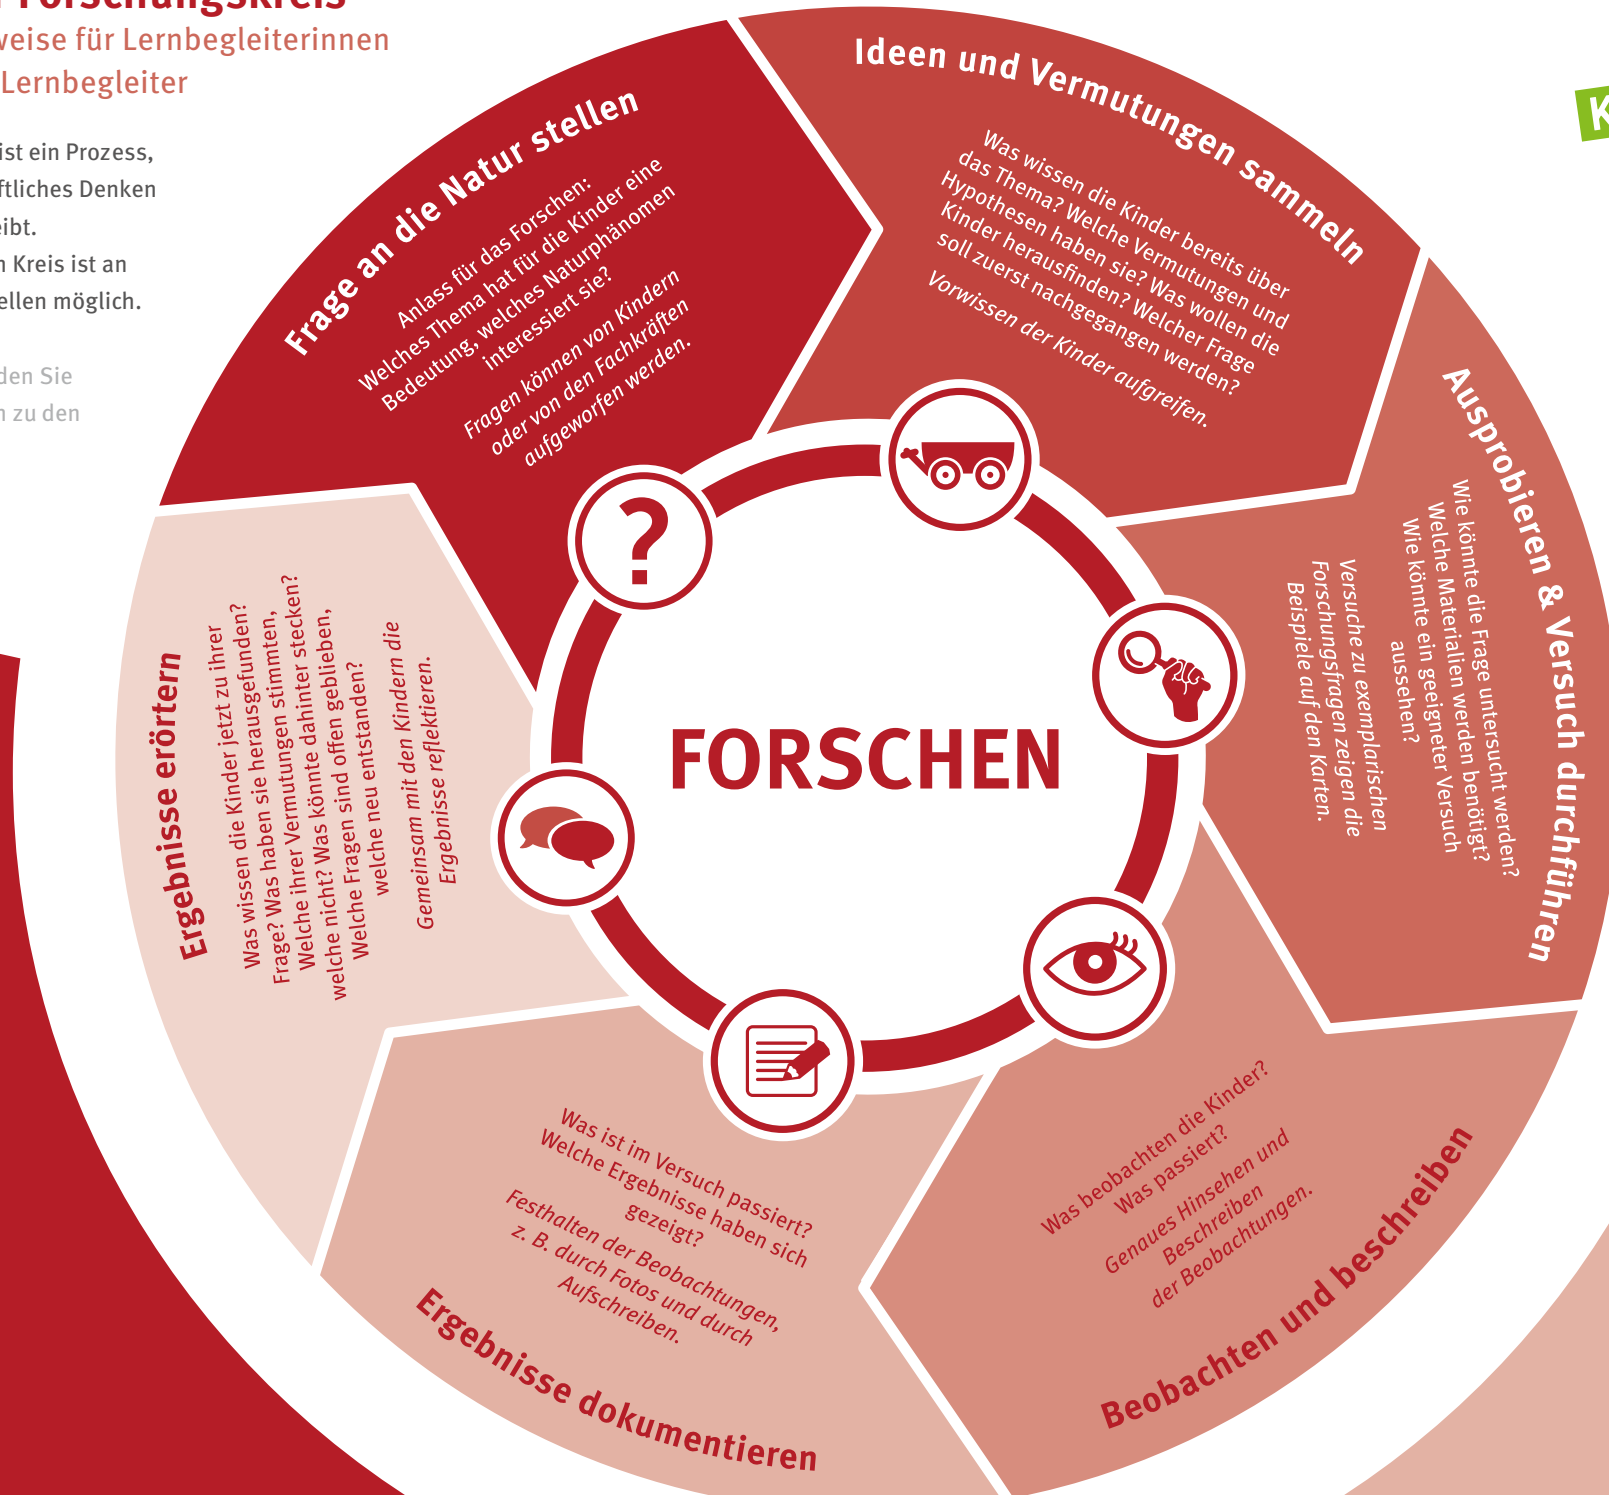 Forschungskreis
weise für Lernbegleiterinnen
Lernbegleiter
ist ein Prozess,
ftliches Denken
eibt.
Kreis ist an
ellen möglich.
den Sie
zu den
K
Frage an die Natur stellen
Anlass für das Forschen:
Welches Thema hat für die Kinder eine
Bedeutung, welches Naturphänomen
interessiert sie?
Fragen können von Kindern
oder von den Fachkräften
aufgeworfen werden.
Ideen und Vermutungen sammeln
Was wissen die Kinder bereits über
das Thema? Welche Vermutungen und
Hypothesen haben sie? Was wollen die
Kinder herausfinden? Welcher Frage
soll zuerst nachgegangen werden?
Vorwissen der Kinder aufgreifen.
Ausprobieren & Versuch durchführen
Wie könnte die Frage untersucht werden?
Welche Materialien werden benötigt?
Wie könnte ein geeigneter Versuch
aussehen?
Versuche zu exemplarischen
Forschungsfragen zeigen die
Beispiele auf den Karten.
Beobachten und beschreiben
Was beobachten die Kinder?
Was passiert?
Genaues Hinsehen und
Beschreiben
der Beobachtungen.
Ergebnisse dokumentieren
Was ist im Versuch passiert?
Welche Ergebnisse haben sich
gezeigt?
Festhalten der Beobachtungen,
z. B. durch Fotos und durch
Aufschreiben.
Ergebnisse erörtern
Was wissen die Kinder jetzt zu ihrer
Frage? Was haben sie herausgefunden?
Welche ihrer Vermutungen stimmten,
welche nicht? Was könnte dahinter stecken?
Welche Fragen sind offen geblieben,
welche neu entstanden?
Gemeinsam mit den Kindern die
Ergebnisse reflektieren.
?
FORSCHEN